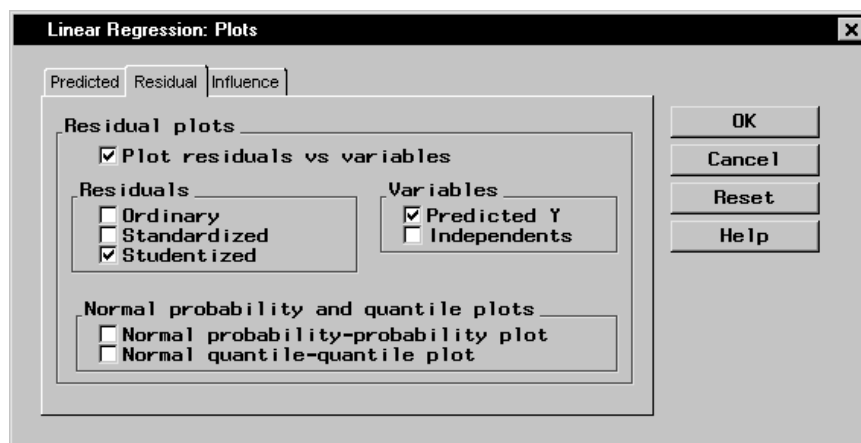 Linear Regression: Plots
Predicted Residual Influence
Residual plots
Plot residuals vs variables
Residuals
Ordinary
Standardized
Studentized
Variables
Predicted Y
Independents
Normal probability and quantile plots
Normal probability-probability plot
Normal quantile-quantile plot
OK
Cancel
Reset
Help